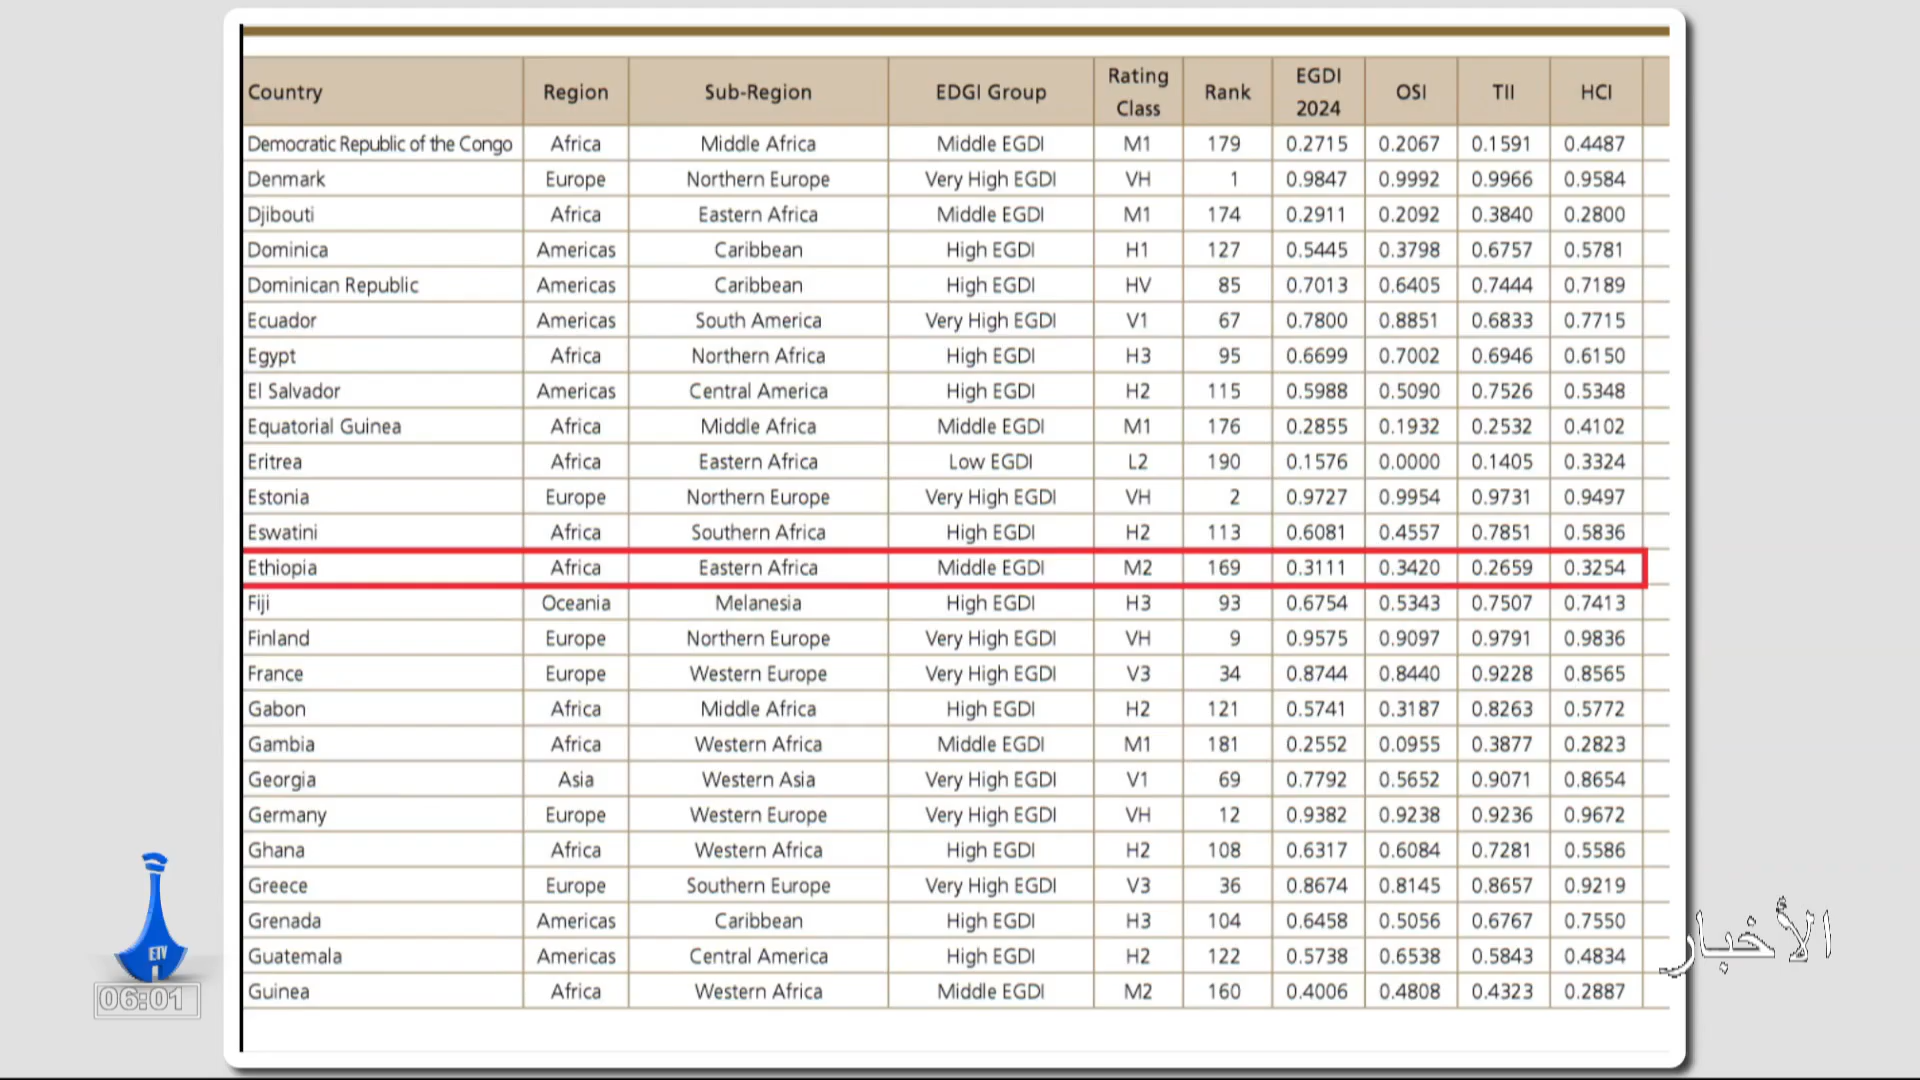 Country Region Sub-Region EDGI Group Rating Class Rank EGDI 2024 OSI TII HCI
Democratic Republic of the Congo Africa Middle Africa Middle EGDI M1 179 0.2715 0.2067 0.1591 0.4487
Denmark Europe Northern Europe Very High EGDI VH 1 0.9847 0.9992 0.9966 0.9584
Djibouti Africa Eastern Africa Middle EGDI M1 174 0.2911 0.2092 0.3840 0.2800
Dominica Americas Caribbean High EGDI H1 127 0.5445 0.3798 0.6757 0.5781
Dominican Republic Americas Caribbean High EGDI HV 85 0.7013 0.6405 0.7444 0.7189
Ecuador Americas South America Very High EGDI V1 67 0.7800 0.8851 0.6833 0.7715
Egypt Africa Northern Africa High EGDI H3 95 0.6699 0.7002 0.6946 0.6150
El Salvador Americas Central America High EGDI H2 115 0.5988 0.5090 0.7526 0.5348
Equatorial Guinea Africa Middle Africa Middle EGDI M1 176 0.2855 0.1932 0.2532 0.4102
Eritrea Africa Eastern Africa Low EGDI L2 190 0.1576 0.0000 0.1405 0.3324
Estonia Europe Northern Europe Very High EGDI VH 2 0.9727 0.9954 0.9731 0.9497
Eswatini Africa Southern Africa High EGDI H2 113 0.6081 0.4557 0.7851 0.5836
Ethiopia Africa Eastern Africa Middle EGDI M2 169 0.3111 0.3420 0.2659 0.3254
Fiji Oceania Melanesia High EGDI H3 93 0.6754 0.5343 0.7507 0.7413
Finland Europe Northern Europe Very High EGDI VH 9 0.9575 0.9097 0.9791 0.9836
France Europe Western Europe Very High EGDI V3 34 0.8744 0.8440 0.9228 0.8565
Gabon Africa Middle Africa High EGDI H2 121 0.5741 0.3187 0.8263 0.5772
Gambia Africa Western Africa Middle EGDI M1 181 0.2552 0.0955 0.3877 0.2823
Georgia Asia Western Asia Very High EGDI V1 69 0.7792 0.5652 0.9071 0.8654
Germany Europe Western Europe Very High EGDI VH 12 0.9382 0.9238 0.9236 0.9672
Ghana Africa Western Africa High EGDI H2 108 0.6317 0.6084 0.7281 0.5586
Greece Europe Southern Europe Very High EGDI V3 36 0.8674 0.8145 0.8657 0.9219
Grenada Americas Caribbean High EGDI H3 104 0.6458 0.5056 0.6767 0.7550
Guatemala Americas Central America High EGDI H2 122 0.5738 0.6538 0.5843 0.4834
Guinea Africa Western Africa Middle EGDI M2 160 0.4006 0.4808 0.4323 0.2887
ETV
06:01
الأخبار